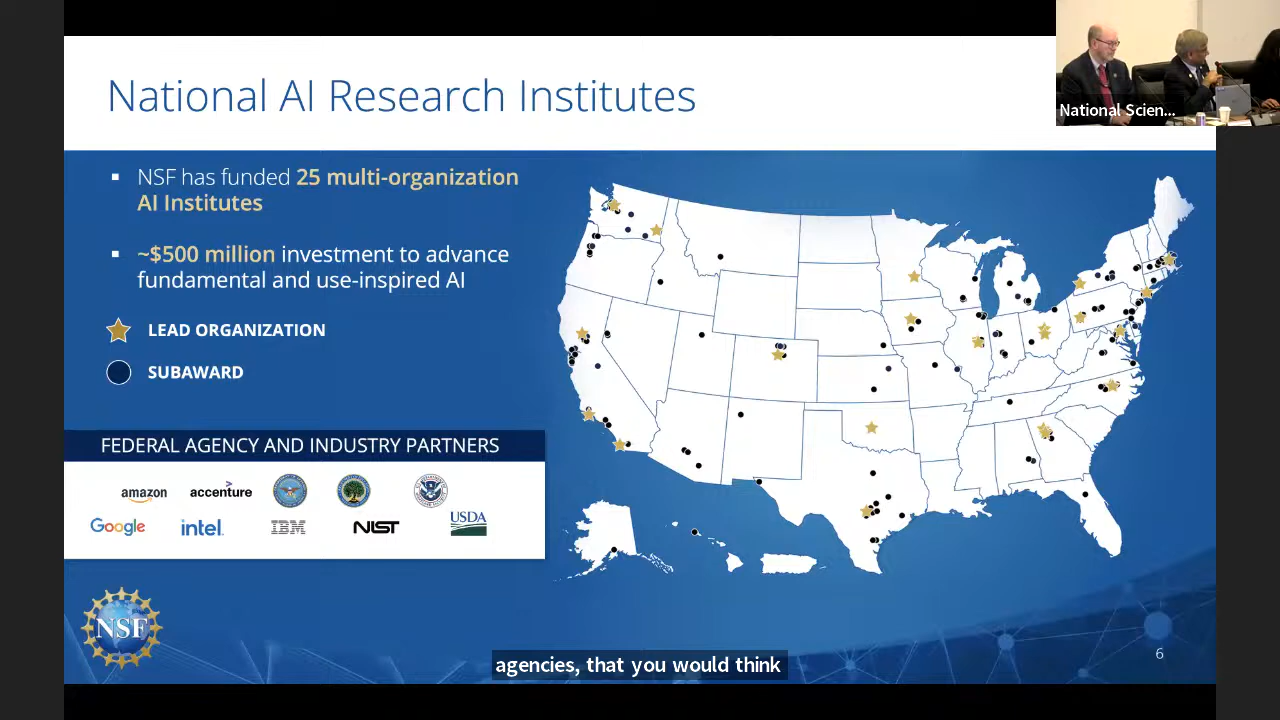 National AI Research Institutes
National Scien...
NSF has funded 25 multi-organization
AI Institutes
~$500 million investment to advance
fundamental and use-inspired AI
LEAD ORGANIZATION
SUBAWARD
FEDERAL AGENCY AND INDUSTRY PARTNERS
amazon accenture
Google intel. IBM NIST USDA
NSF
agencies, that you would think
6